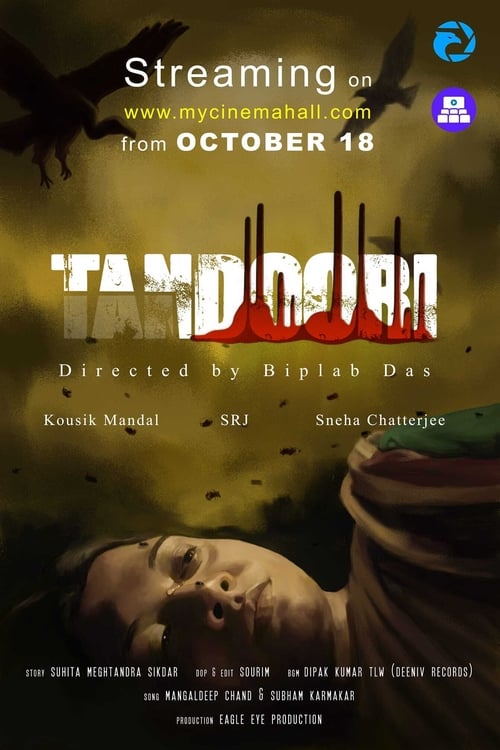 Streaming on
www.mycinemahall.com
from OCTOBER 18
TANDOORI
Directed by Biplab Das
Kousik Mandal SRJ Sneha Chatterjee
STORY SUHITA MEGHTANDRA SIKDAR DOP & EDIT SOURIM BGM DIPAK KUMAR TLW (DEENIV RECORDS)
SONG MANGALDEEP CHAND & SUBHAM KARMAKAR
PRODUCTION EAGLE EYE PRODUCTION